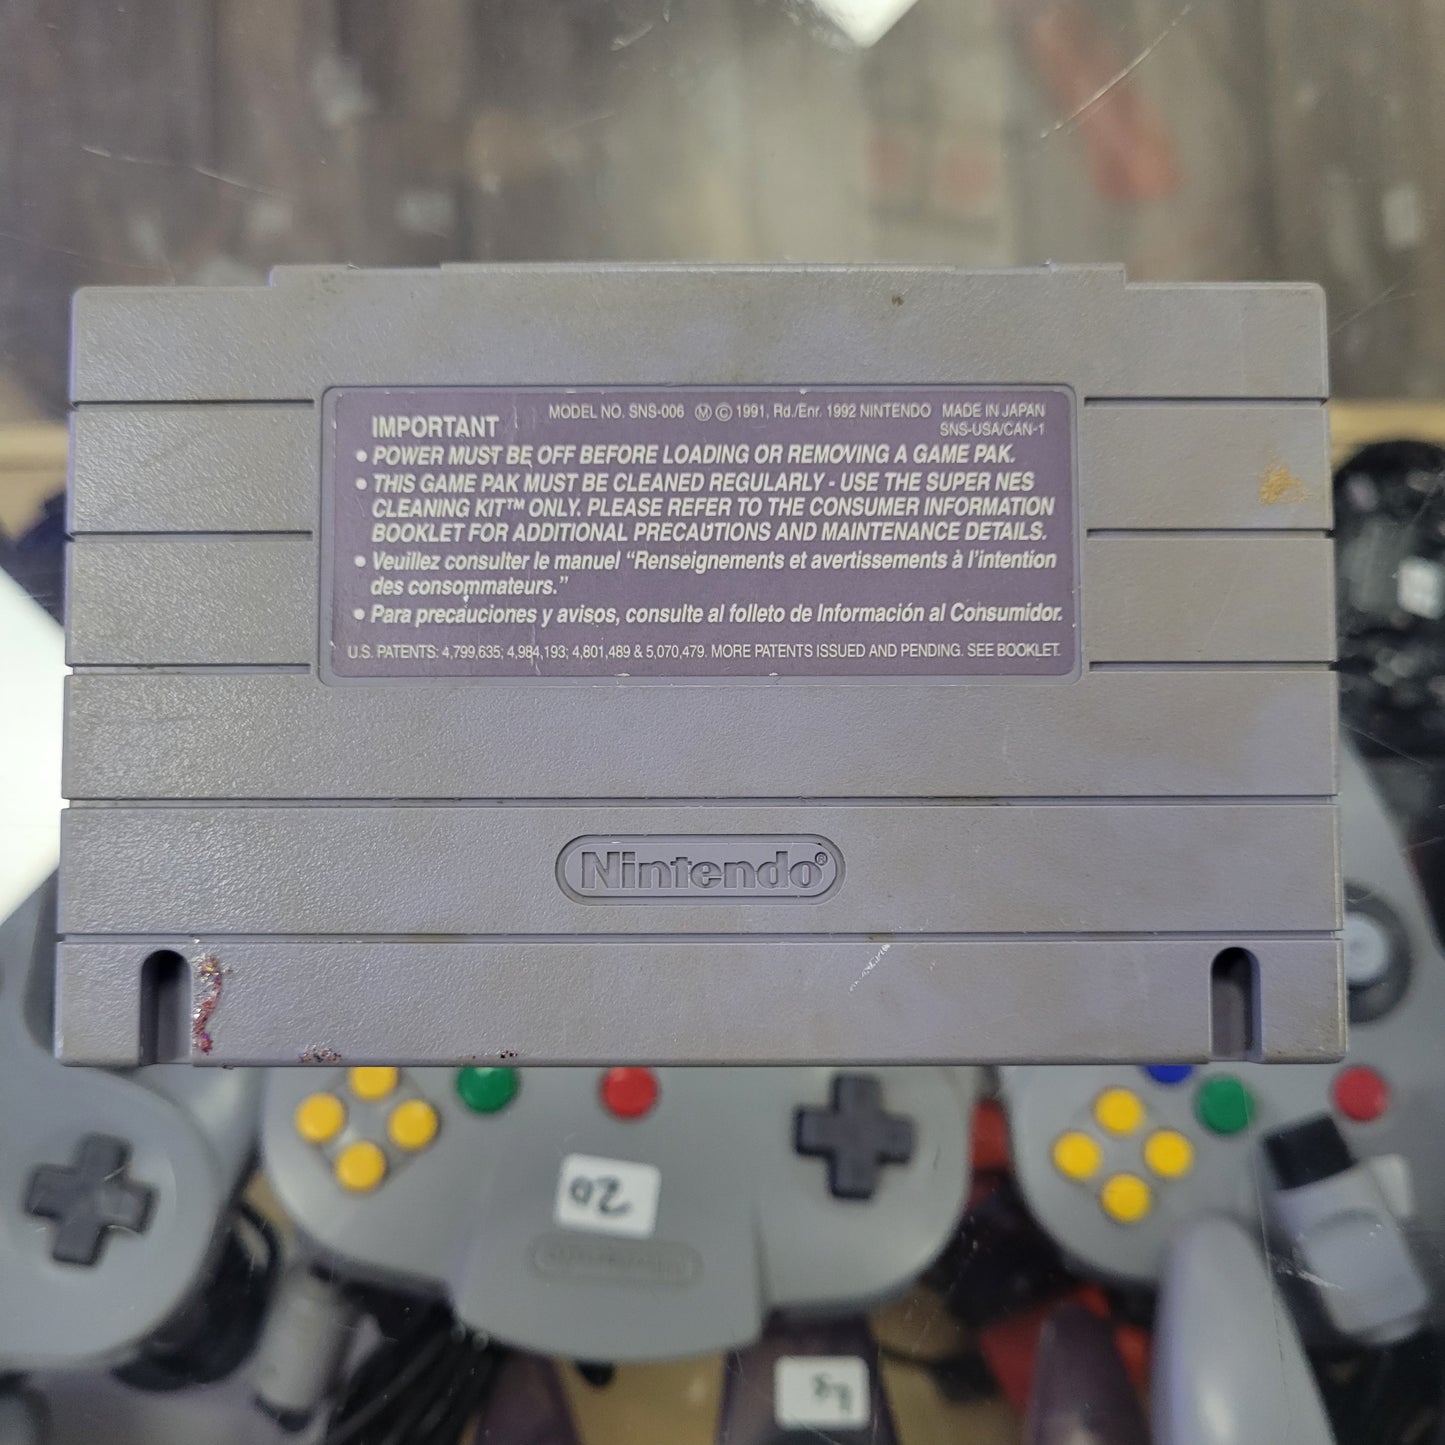 IMPORTANT
MODEL NO. SNS-006 Ⓜ © 1991, Rd./Enr. 1992 NINTENDO MADE IN JAPAN
SNS-USA/CAN-1
• POWER MUST BE OFF BEFORE LOADING OR REMOVING A GAME PAK.
• THIS GAME PAK MUST BE CLEANED REGULARLY - USE THE SUPER NES
CLEANING KIT™ ONLY. PLEASE REFER TO THE CONSUMER INFORMATION
BOOKLET FOR ADDITIONAL PRECAUTIONS AND MAINTENANCE DETAILS.
• Veuillez consulter le manuel “Renseignements et avertissements à l’intention
des consommateurs.”
• Para precauciones y avisos, consulte al folleto de Información al Consumidor.
U.S. PATENTS: 4,799,635; 4,984,193; 4,801,489 & 5,070,479. MORE PATENTS ISSUED AND PENDING. SEE BOOKLET.
Nintendo®
20